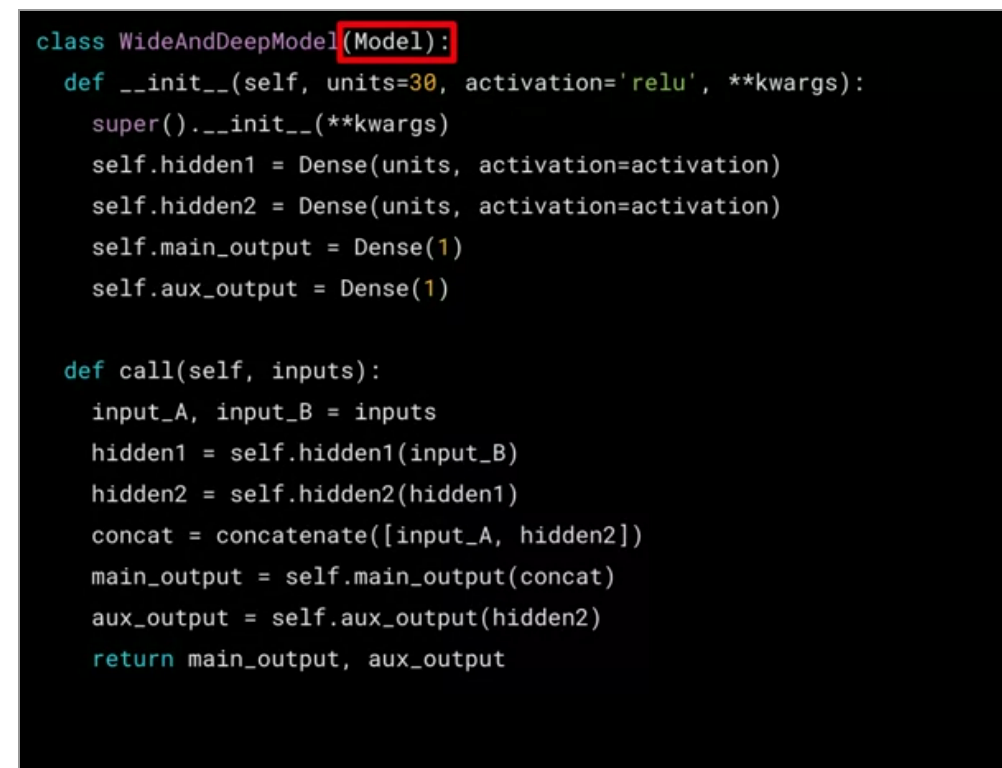 class WideAndDeepModel(Model):
  def __init__(self, units=30, activation='relu', **kwargs):
    super().__init__(**kwargs)
    self.hidden1 = Dense(units, activation=activation)
    self.hidden2 = Dense(units, activation=activation)
    self.main_output = Dense(1)
    self.aux_output = Dense(1)

  def call(self, inputs):
    input_A, input_B = inputs
    hidden1 = self.hidden1(input_B)
    hidden2 = self.hidden2(hidden1)
    concat = concatenate([input_A, hidden2])
    main_output = self.main_output(concat)
    aux_output = self.aux_output(hidden2)
    return main_output, aux_output